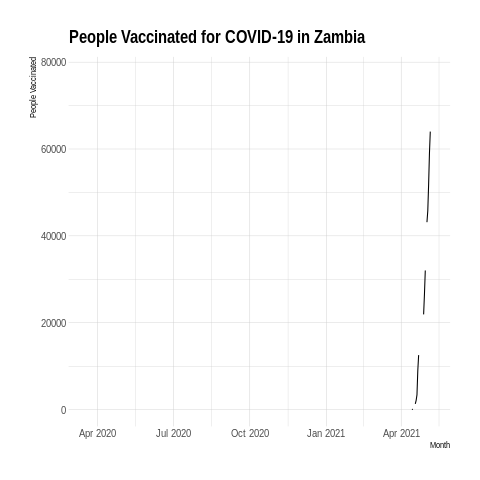 People Vaccinated for COVID-19 in Zambia
People Vaccinated
80000
60000
40000
20000
0
Apr 2020 Jul 2020 Oct 2020 Jan 2021 Apr 2021
Month